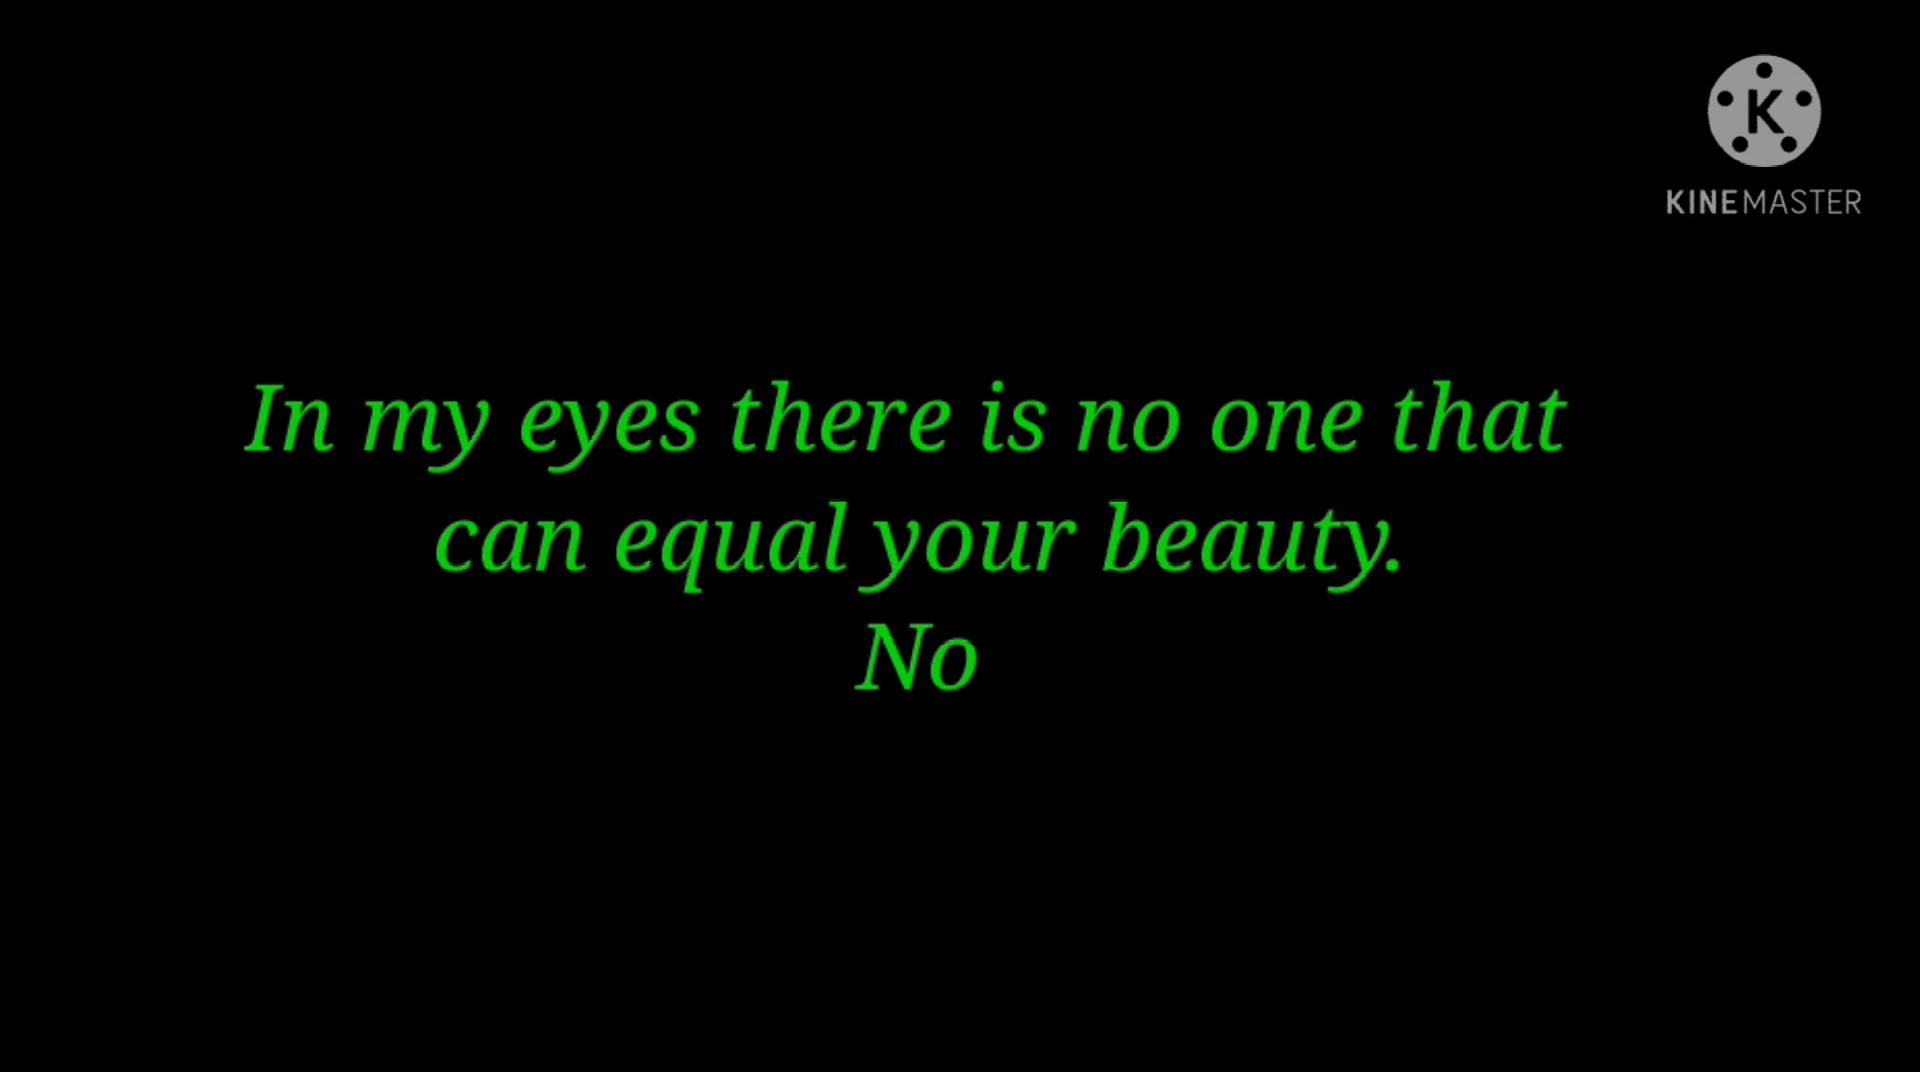 K
KINEMASTER
In my eyes there is no one that
can equal your beauty.
No